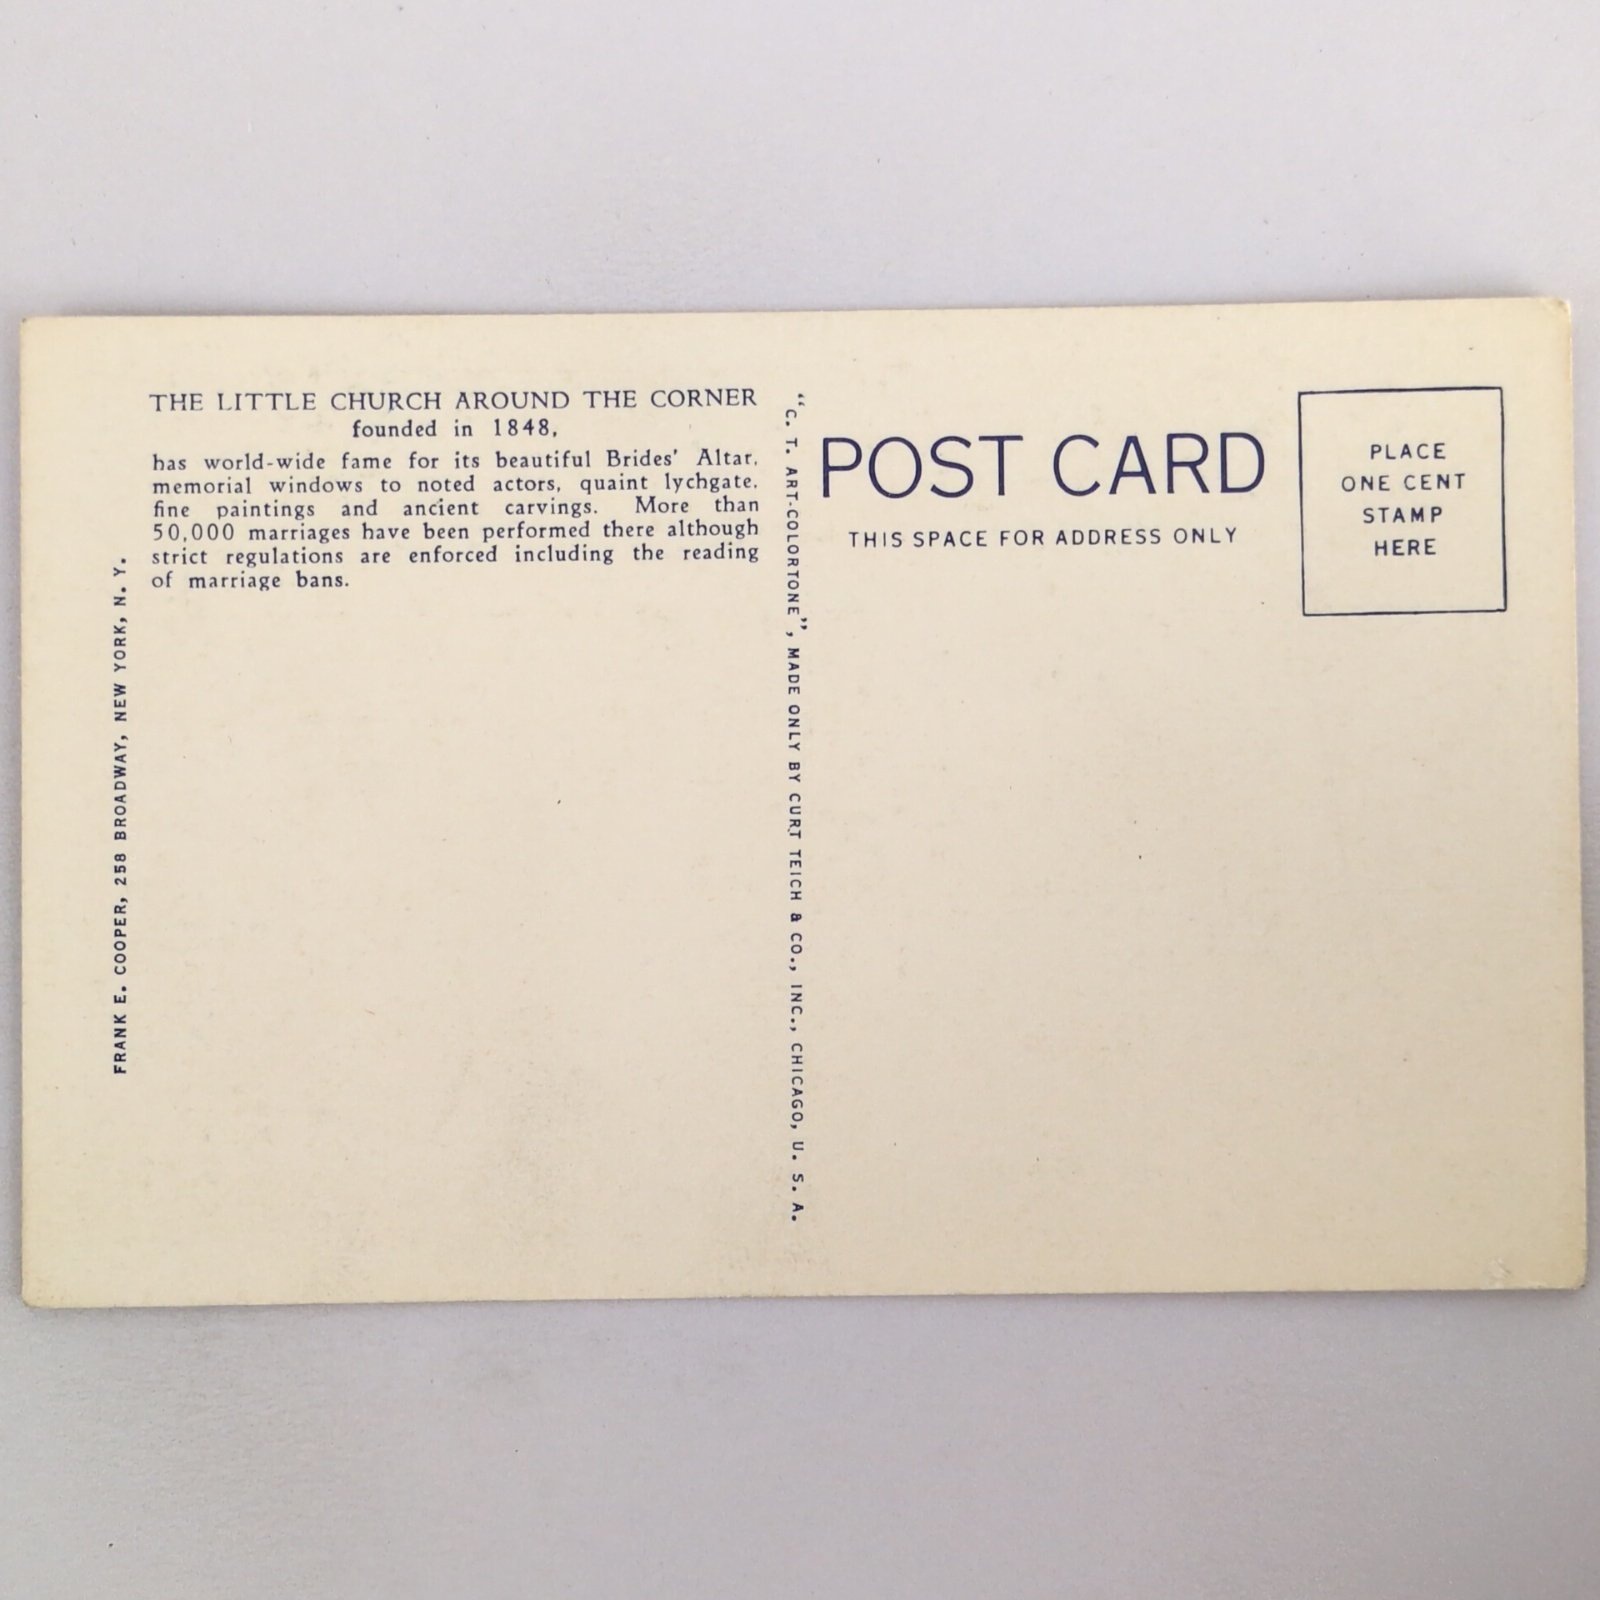 THE LITTLE CHURCH AROUND THE CORNER
founded in 1848,
has world-wide fame for its beautiful Brides' Altar,
memorial windows to noted actors, quaint lychgate,
fine paintings and ancient carvings. More than
50,000 marriages have been performed there although
strict regulations are enforced including the reading
of marriage bans.
FRANK E. COOPER, 258 BROADWAY, NEW YORK, N. Y.
"C. T. ART-COLORTONE", MADE ONLY BY CURT TEICH & CO., INC., CHICAGO, U. S. A.
POST CARD
THIS SPACE FOR ADDRESS ONLY
PLACE
ONE CENT
STAMP
HERE